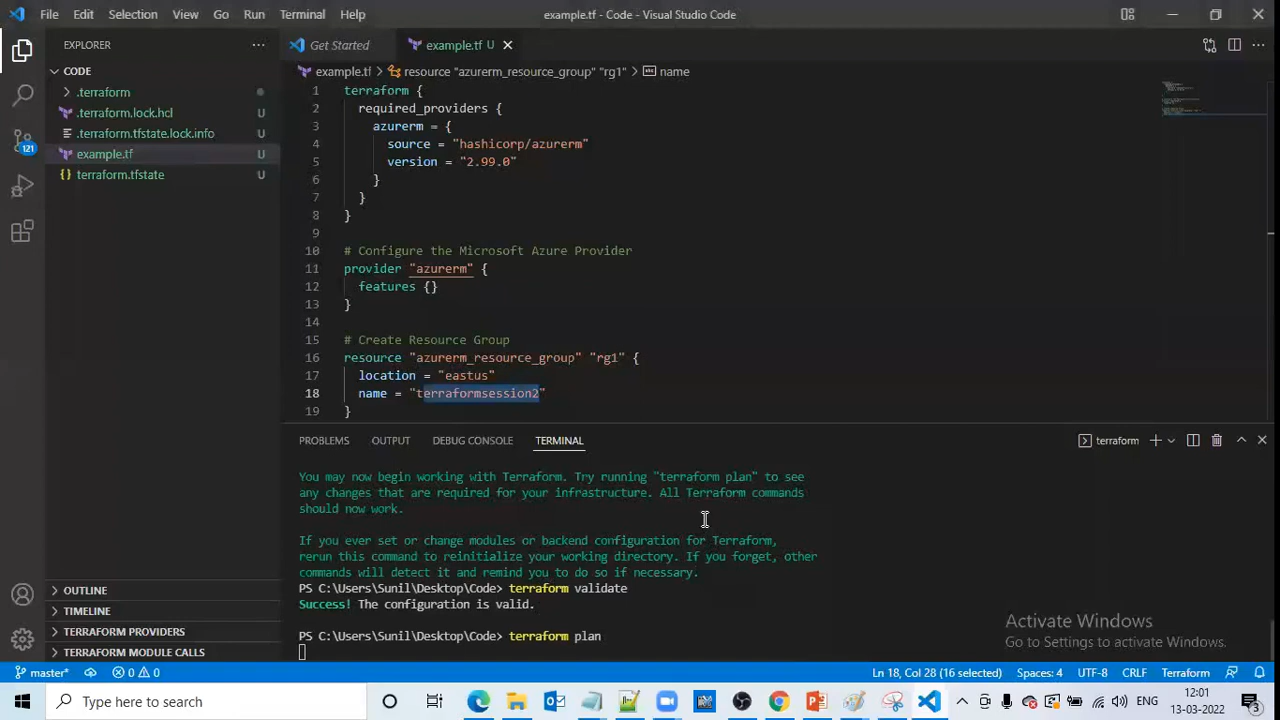 File Edit Selection View Go Run Terminal Help
example.tf - Code - Visual Studio Code
EXPLORER
Get Started
example.tf U
CODE
.terraform
.terraform.lock.hcl U
.terraform.tfstate.lock.info U
example.tf U
terraform.tfstate U
121
example.tf > resource "azurerm_resource_group" "rg1" > name
1 terraform {
2 required_providers {
3 azurerm = {
4 source = "hashicorp/azurerm"
5 version = "2.99.0"
6 }
7 }
8 }
9
10 # Configure the Microsoft Azure Provider
11 provider "azurerm" {
12 features {}
13 }
14
15 # Create Resource Group
16 resource "azurerm_resource_group" "rg1" {
17 location = "eastus"
18 name = "terraformsession2"
19 }
PROBLEMS OUTPUT DEBUG CONSOLE TERMINAL
terraform
You may now begin working with Terraform. Try running "terraform plan" to see
any changes that are required for your infrastructure. All Terraform commands
should now work.
If you ever set or change modules or backend configuration for Terraform,
rerun this command to reinitialize your working directory. If you forget, other
commands will detect it and remind you to do so if necessary.
PS C:\Users\Sunil\Desktop\Code> terraform validate
Success! The configuration is valid.
PS C:\Users\Sunil\Desktop\Code> terraform plan
OUTLINE
TIMELINE
TERRAFORM PROVIDERS
TERRAFORM MODULE CALLS
Activate Windows
Go to Settings to activate Windows.
master* 0 0
Ln 18, Col 28 (16 selected) Spaces: 4 UTF-8 CRLF Terraform
Type here to search
ENG
12:01
13-03-2022
3